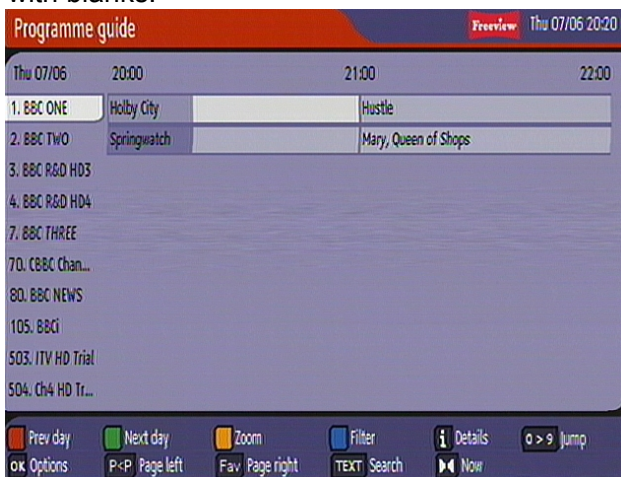 with blanks.
Programme guide Freeview Thu 07/06 20:20
Thu 07/06 20:00 21:00 22:00
1. BBC ONE Holby City Hustle
2. BBC TWO Springwatch Mary, Queen of Shops
3. BBC R&D HD3
4. BBC R&D HD4
7. BBC THREE
70. CBBC Chan...
80. BBC NEWS
105. BBCi
503. ITV HD Trial
504. Ch4 HD Tr...
Prev day Next day Zoom Filter i Details 0 > 9 Jump
OK Options P<P Page left Fav Page right TEXT Search Now